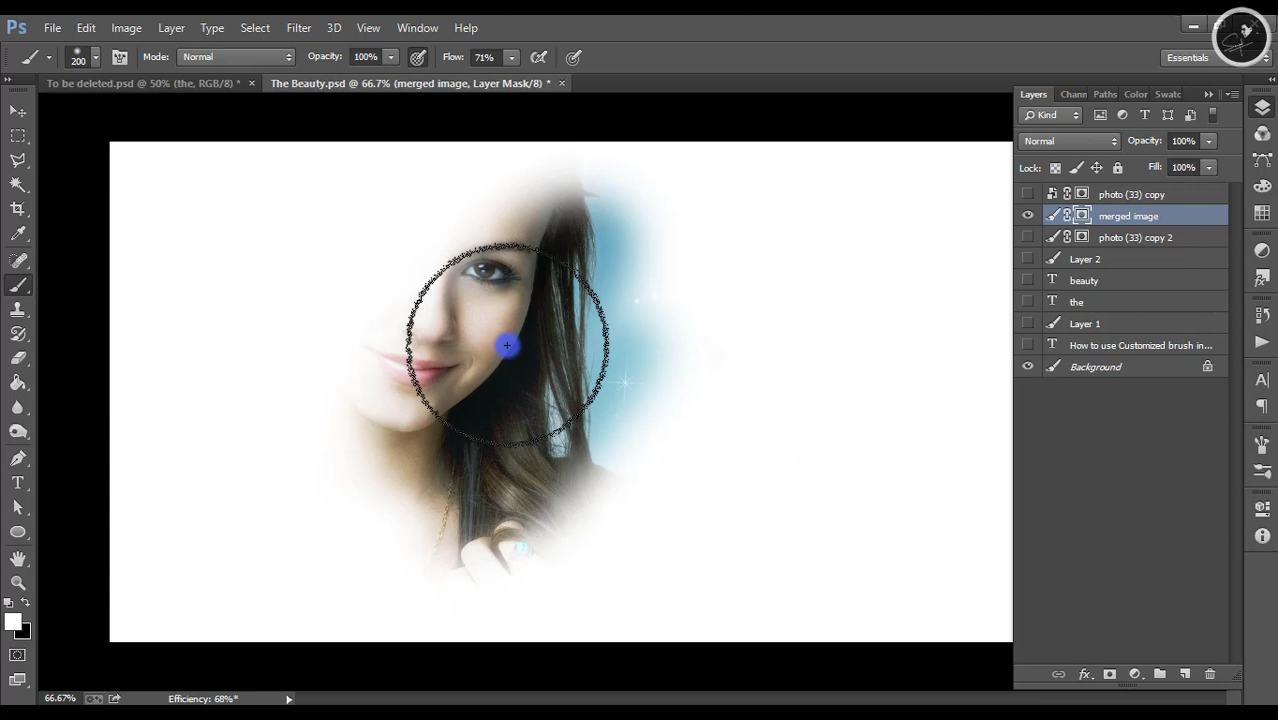 Ps File Edit Image Layer Type Select Filter 3D View Window Help
200 Mode: Normal Opacity: 100% Flow: 71% Essentials
To be deleted.psd @ 50% (the, RGB/8) * × The Beauty.psd @ 66.7% (merged image, Layer Mask/8) * ×
Layers Chann Paths Color Swatc
Kind
Normal Opacity: 100%
Lock: Fill: 100%
photo (33) copy
merged image
photo (33) copy 2
Layer 2
T beauty
T the
Layer 1
T How to use Customized brush in...
Background
66.67% Efficiency: 68%*